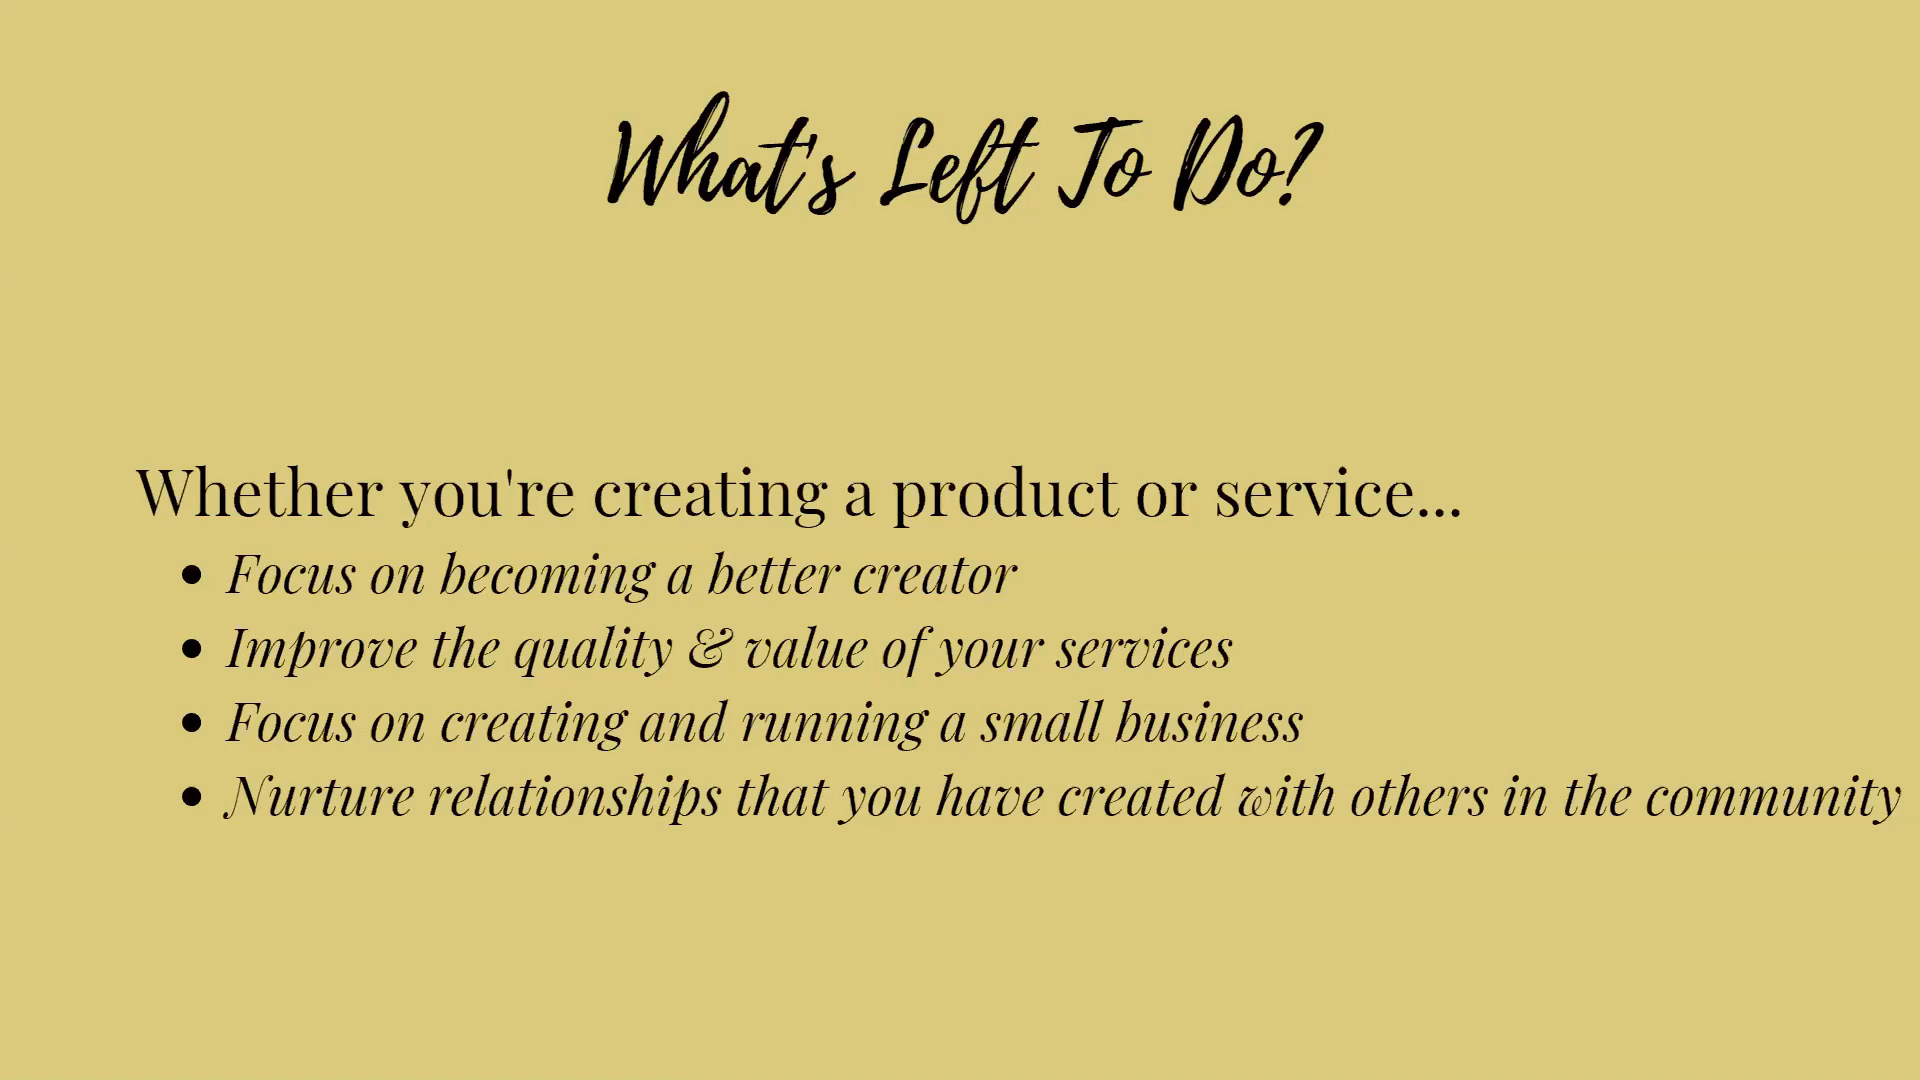 What's Left To Do?
Whether you're creating a product or service...
• Focus on becoming a better creator
• Improve the quality & value of your services
• Focus on creating and running a small business
• Nurture relationships that you have created with others in the community